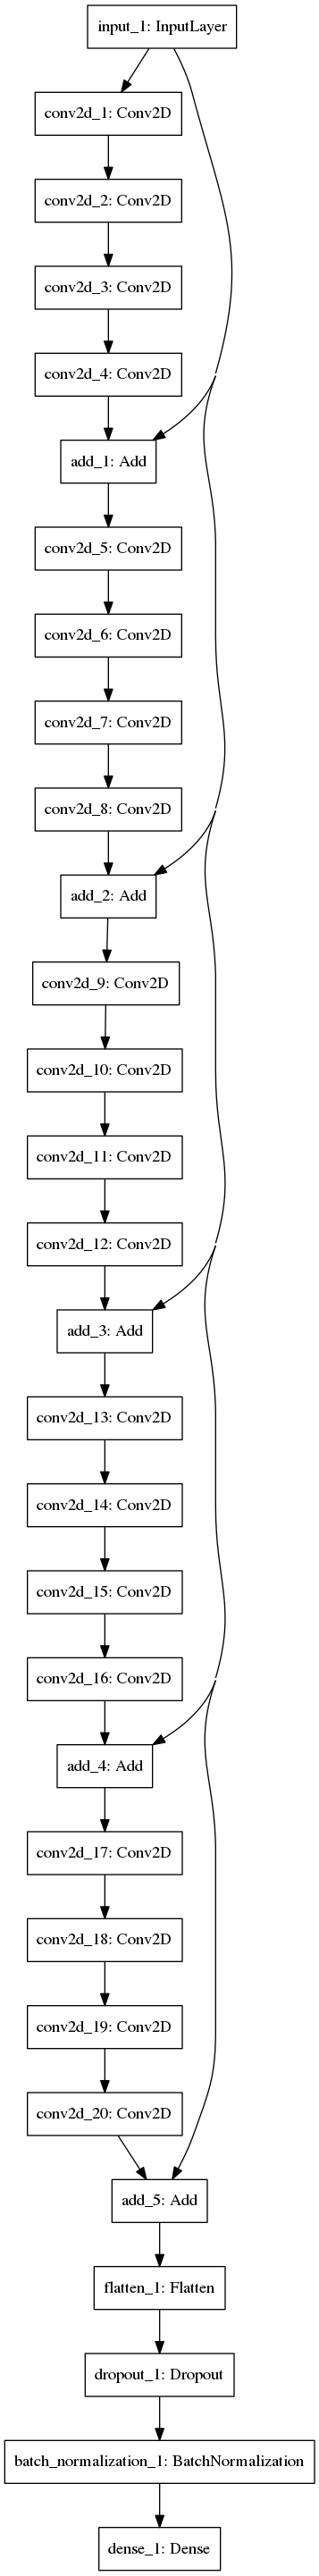 input_1: InputLayer
conv2d_1: Conv2D
conv2d_2: Conv2D
conv2d_3: Conv2D
conv2d_4: Conv2D
add_1: Add
conv2d_5: Conv2D
conv2d_6: Conv2D
conv2d_7: Conv2D
conv2d_8: Conv2D
add_2: Add
conv2d_9: Conv2D
conv2d_10: Conv2D
conv2d_11: Conv2D
conv2d_12: Conv2D
add_3: Add
conv2d_13: Conv2D
conv2d_14: Conv2D
conv2d_15: Conv2D
conv2d_16: Conv2D
add_4: Add
conv2d_17: Conv2D
conv2d_18: Conv2D
conv2d_19: Conv2D
conv2d_20: Conv2D
add_5: Add
flatten_1: Flatten
dropout_1: Dropout
batch_normalization_1: BatchNormalization
dense_1: Dense